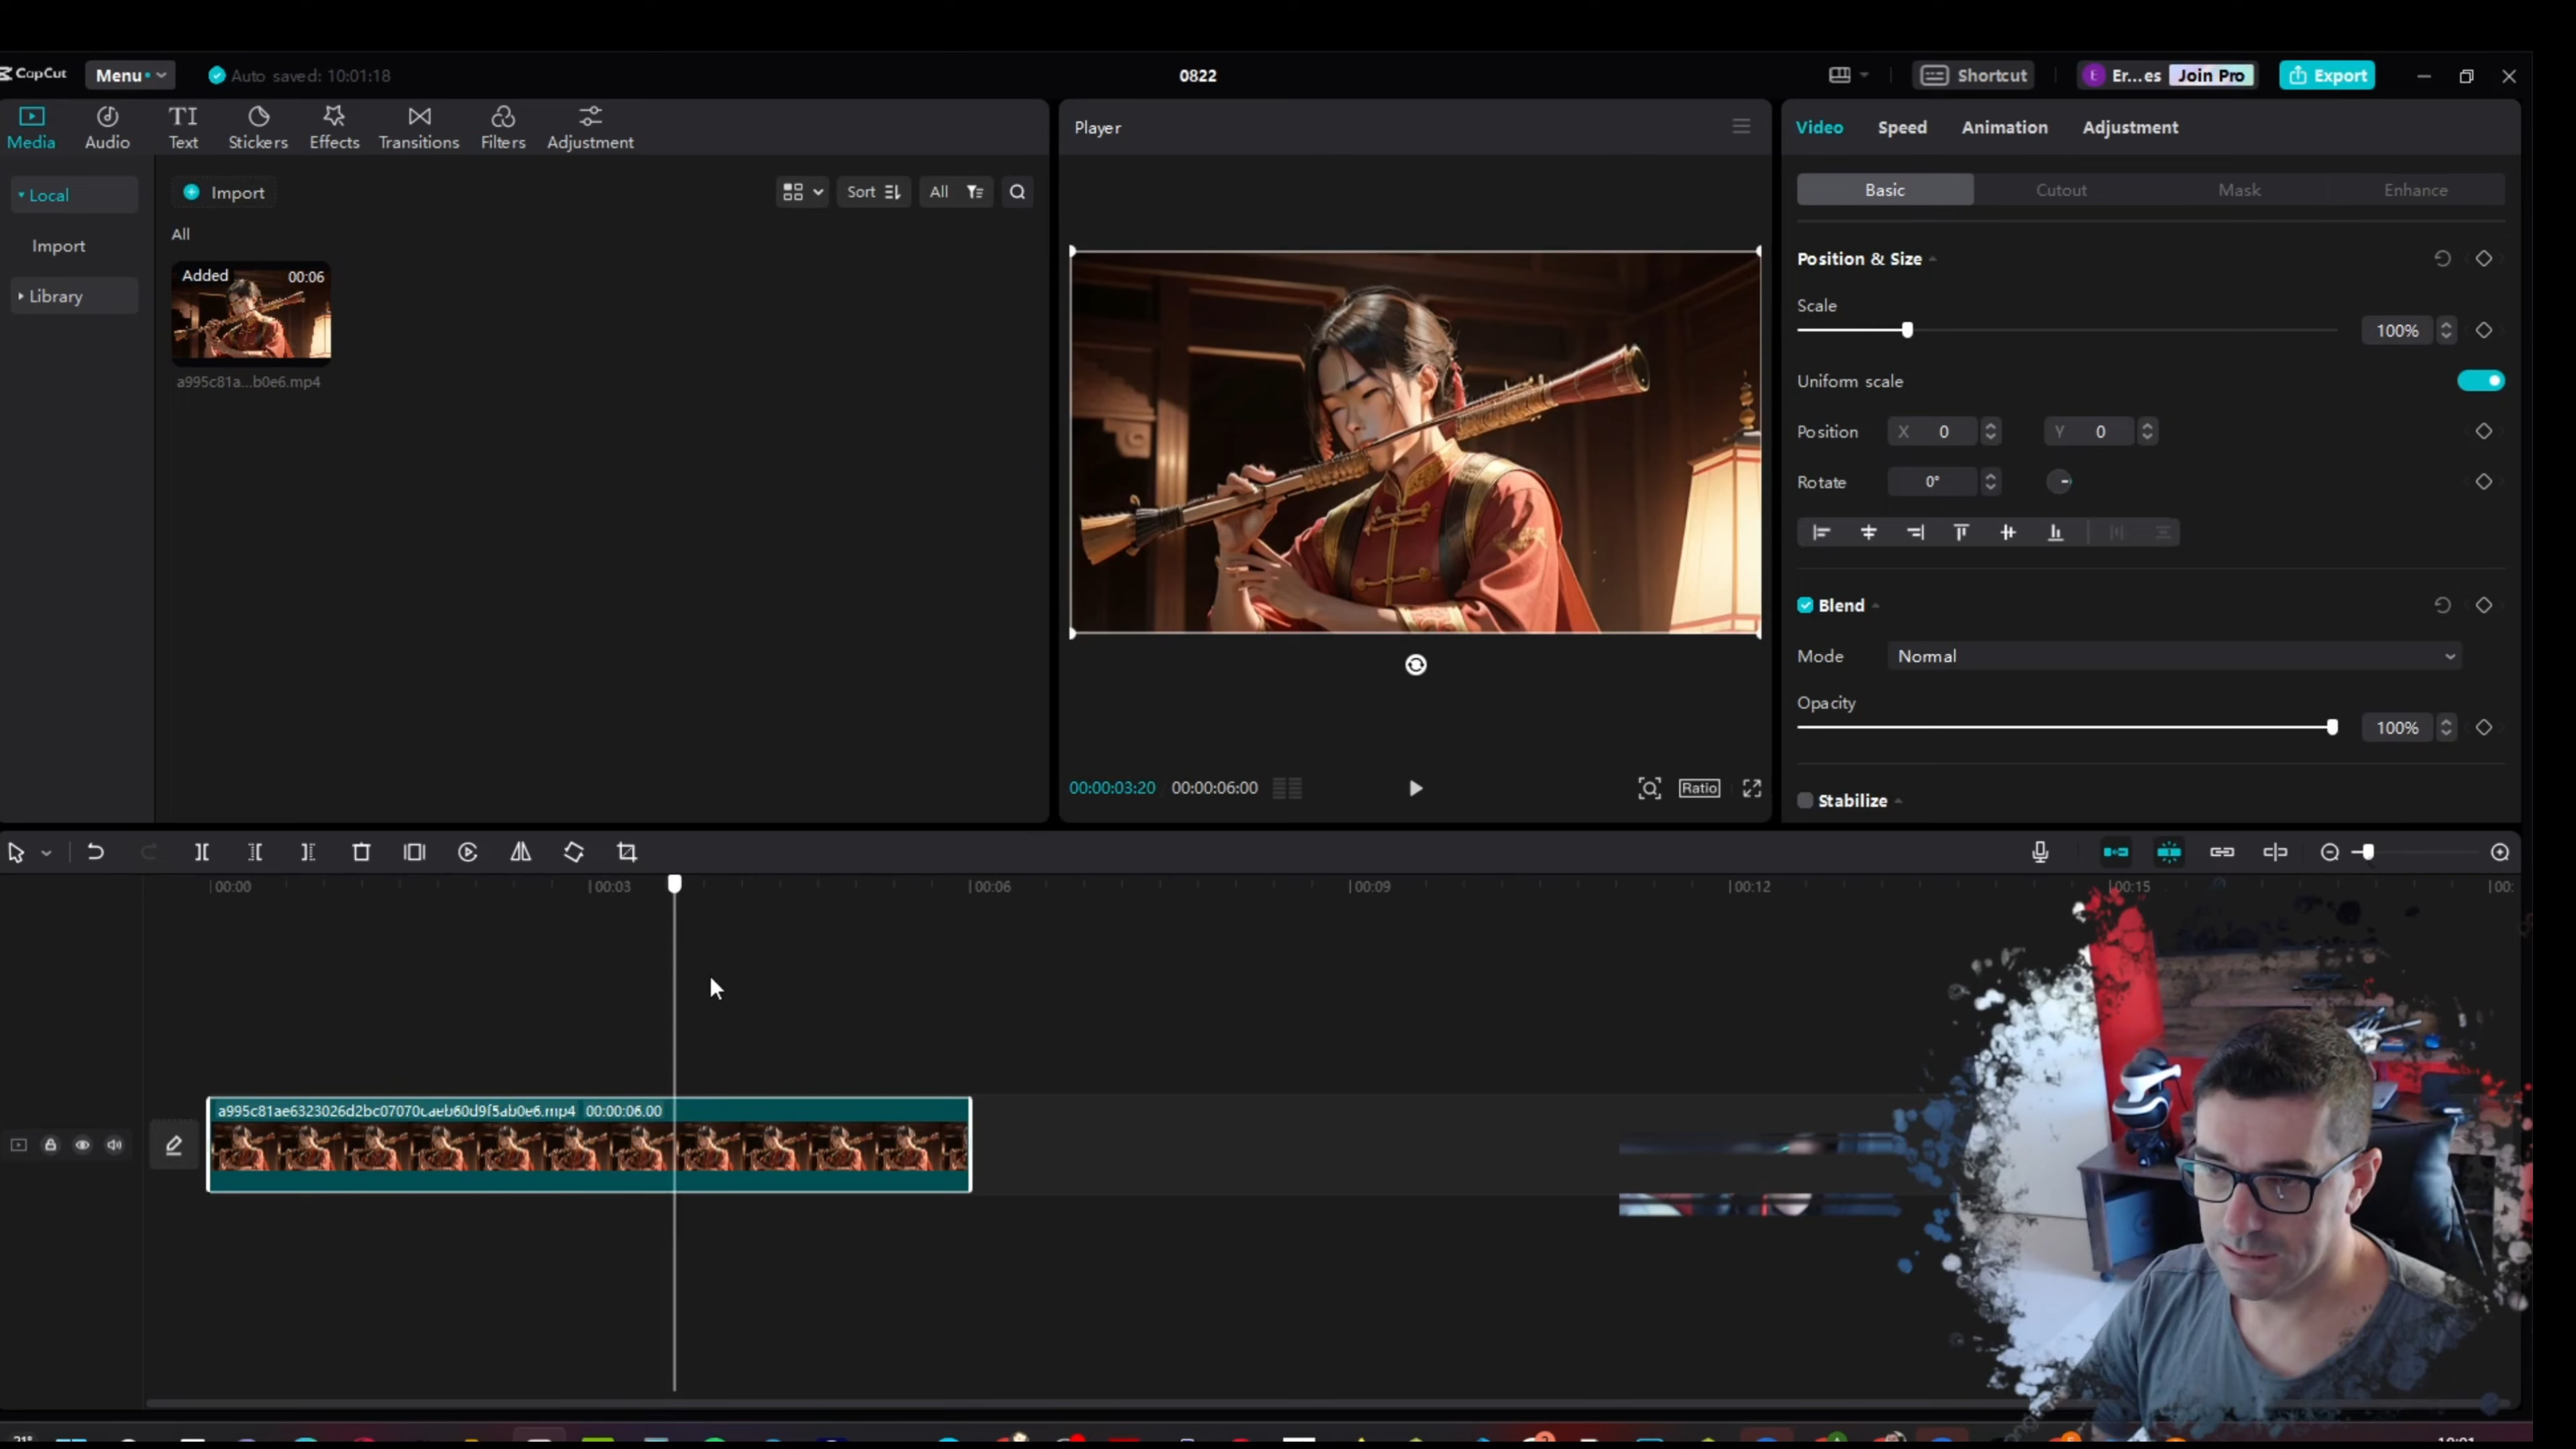 CapCut Menu Auto saved: 10:01:18 0822 Shortcut E Er...es Join Pro Export
Media Audio Text Stickers Effects Transitions Filters Adjustment
Player
Video Speed Animation Adjustment
Local
Import
Library
Import Sort All
All
Added 00:06
a995c81a...b0e6.mp4
Basic Cutout Mask Enhance
Position & Size
Scale
100%
Uniform scale
Position X 0 Y 0
Rotate 0°
Blend
Mode Normal
Opacity
100%
Stabilize
00:00:03:20 00:00:06:00 Ratio
00:00 00:03 00:06 00:09 00:12 00:15 00:
a995c81ae6323026d2bc07070caeb60d9f5ab0e6.mp4 00:00:06:00